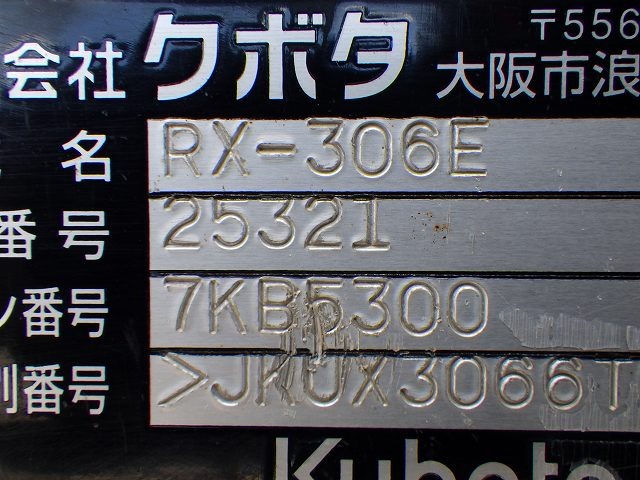 会社 クボタ 〒556
大阪市浪
名 RX-306E
番号 25321
ン番号 7KB5300
別番号 >JKUX3066T
Kubota